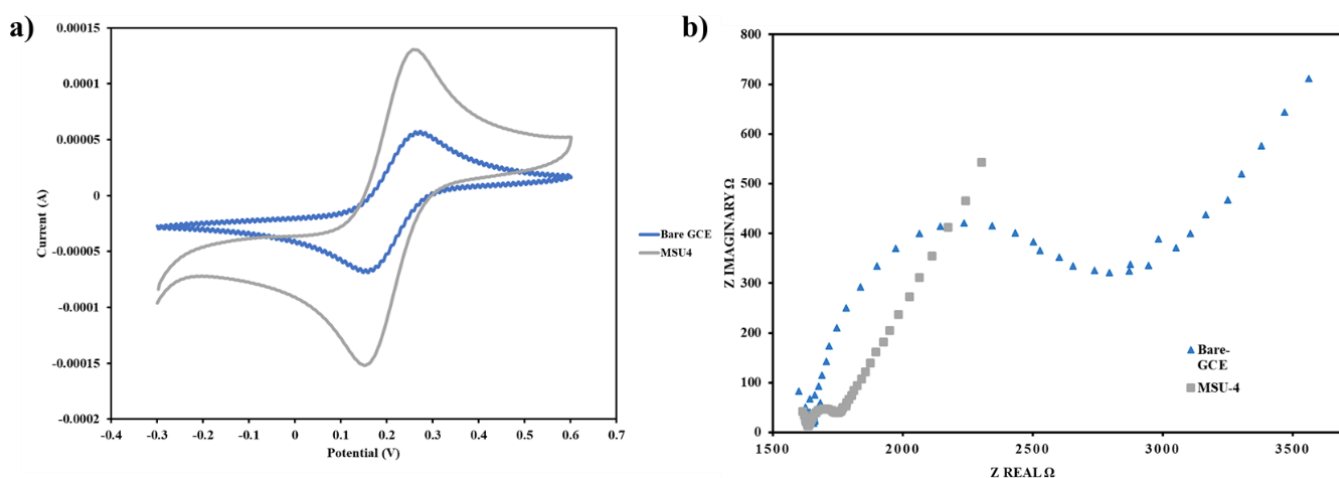 a)
0.00015
0.0001
0.00005
0
-0.00005
-0.0001
-0.00015
-0.0002
Current (A)
-0.4 -0.3 -0.2 -0.1 0 0.1 0.2 0.3 0.4 0.5 0.6 0.7
Potential (V)
Bare GCE
MSU4
b)
800
700
600
500
400
300
200
100
0
Z IMAGINARY Ω
1500 2000 2500 3000 3500
Z REAL Ω
Bare-
GCE
MSU-4